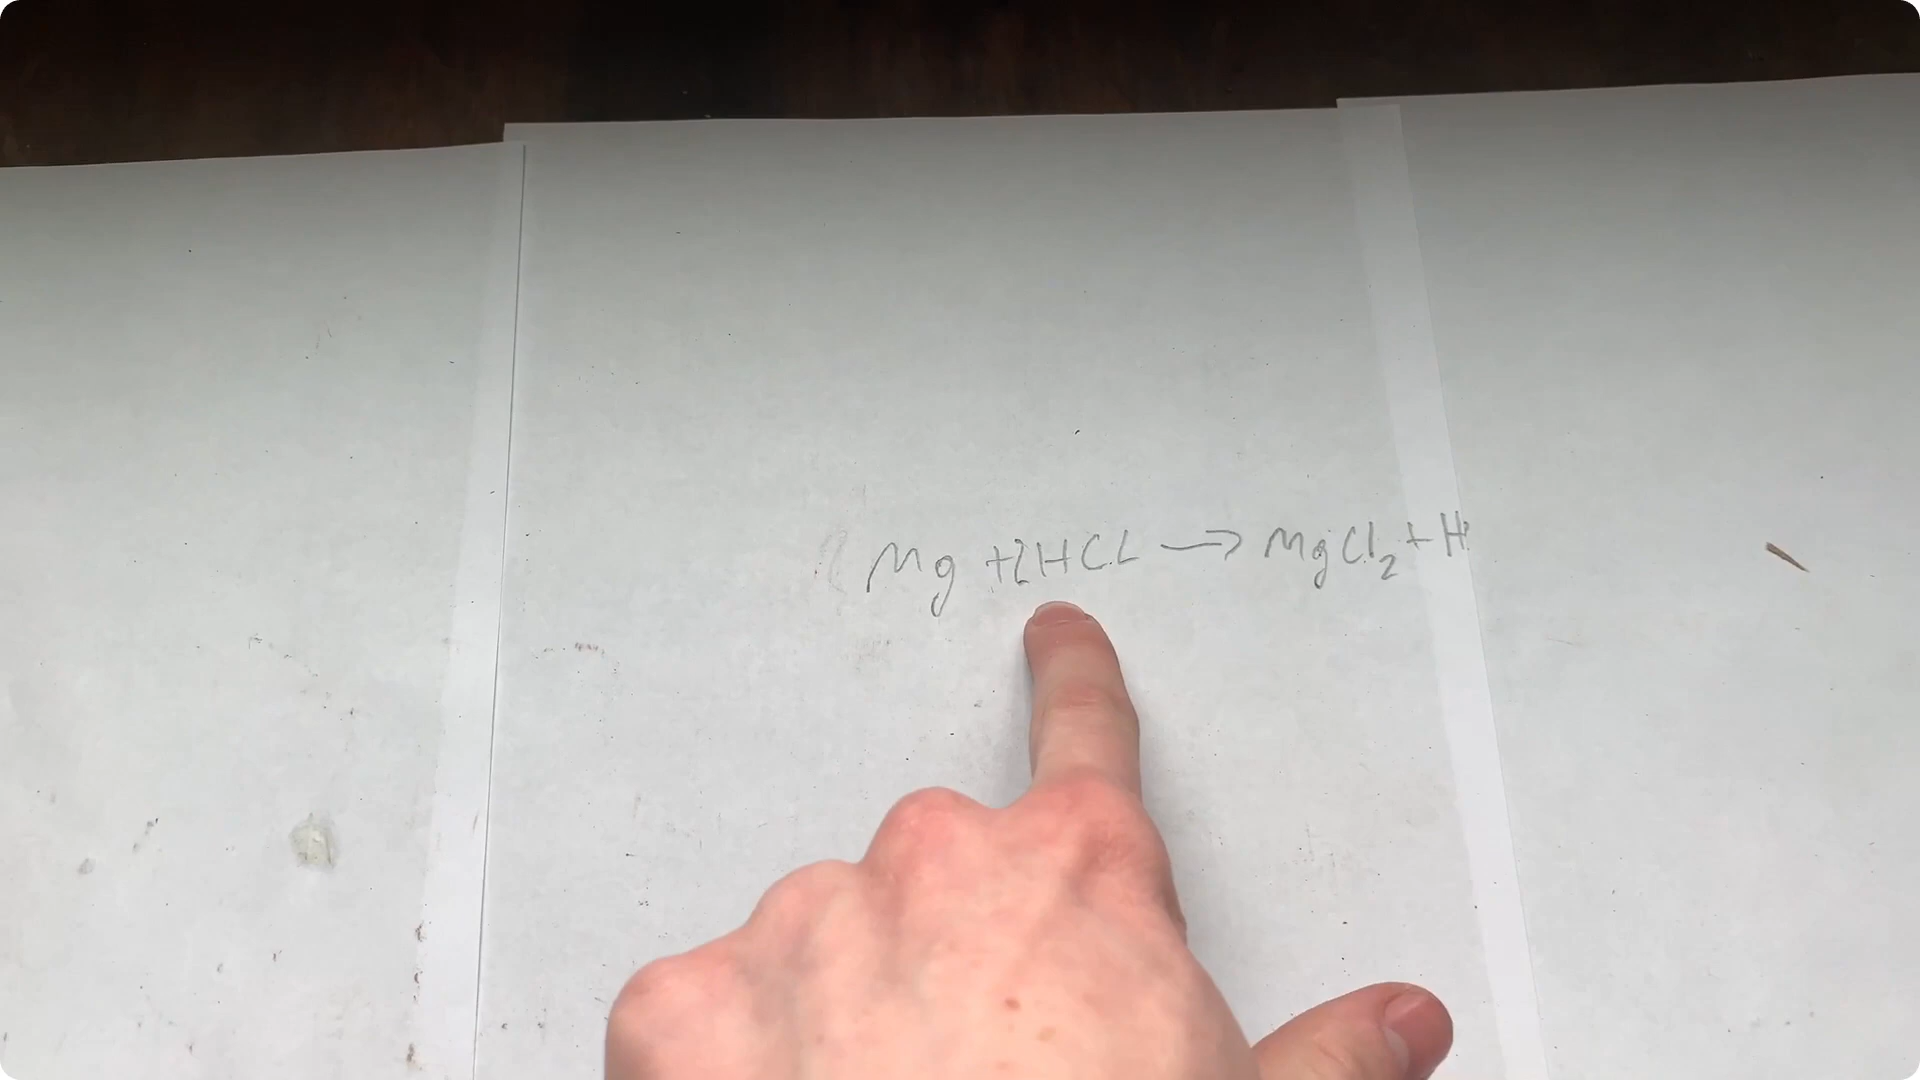 Mg + 2HCl → MgCl₂ + H